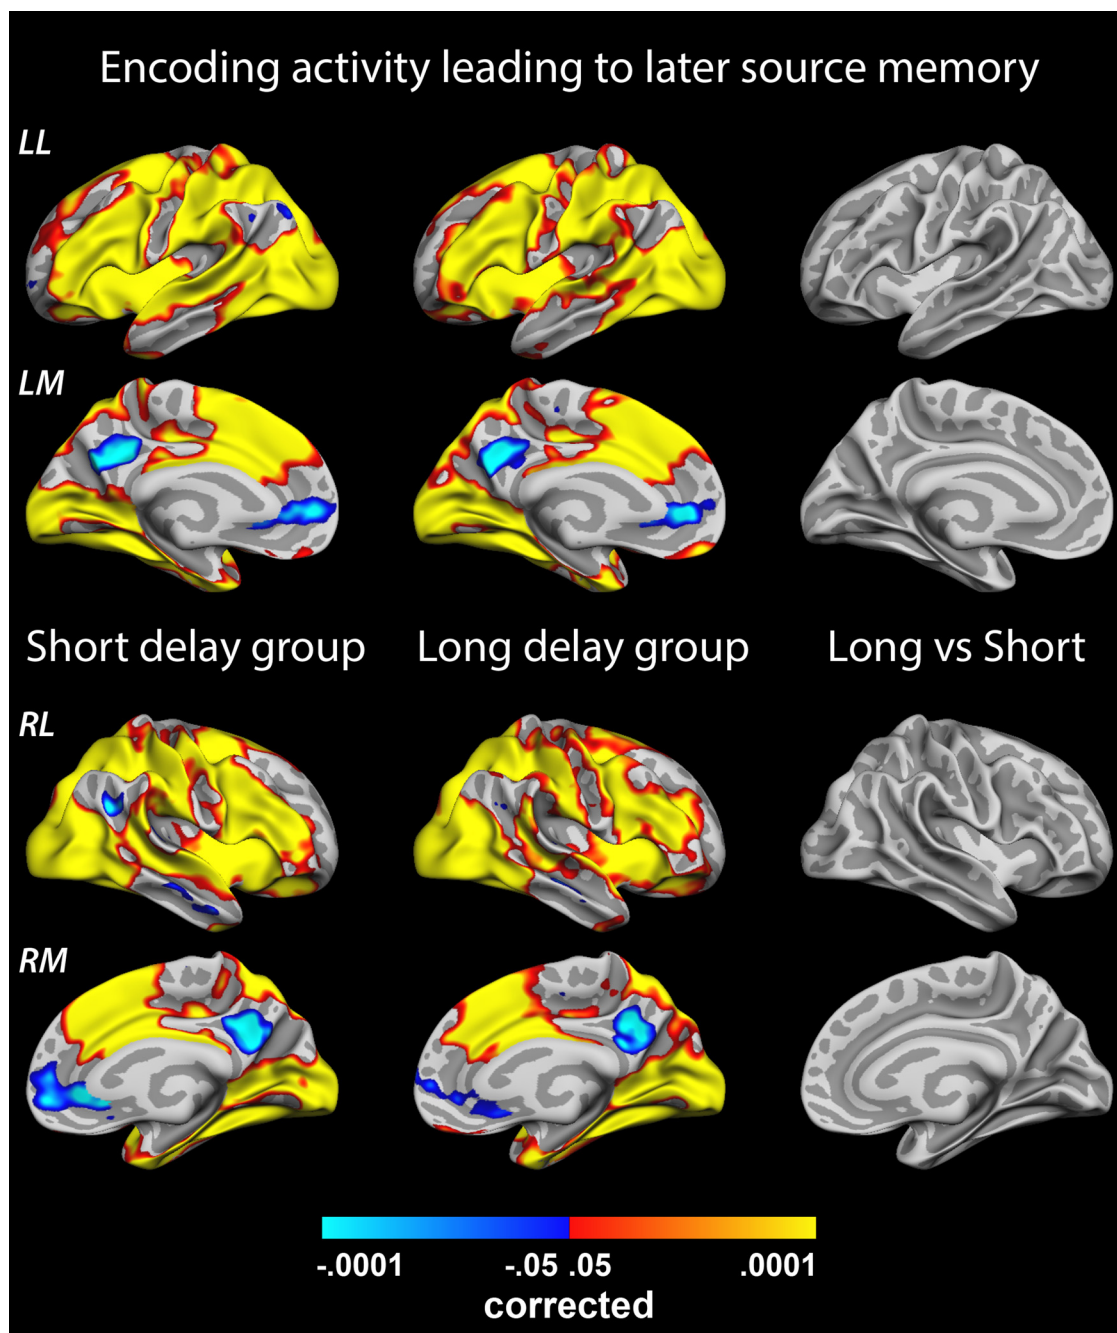 Encoding activity leading to later source memory
LL
LM
Short delay group Long delay group Long vs Short
RL
RM
-.0001 -.05 .05 .0001
corrected